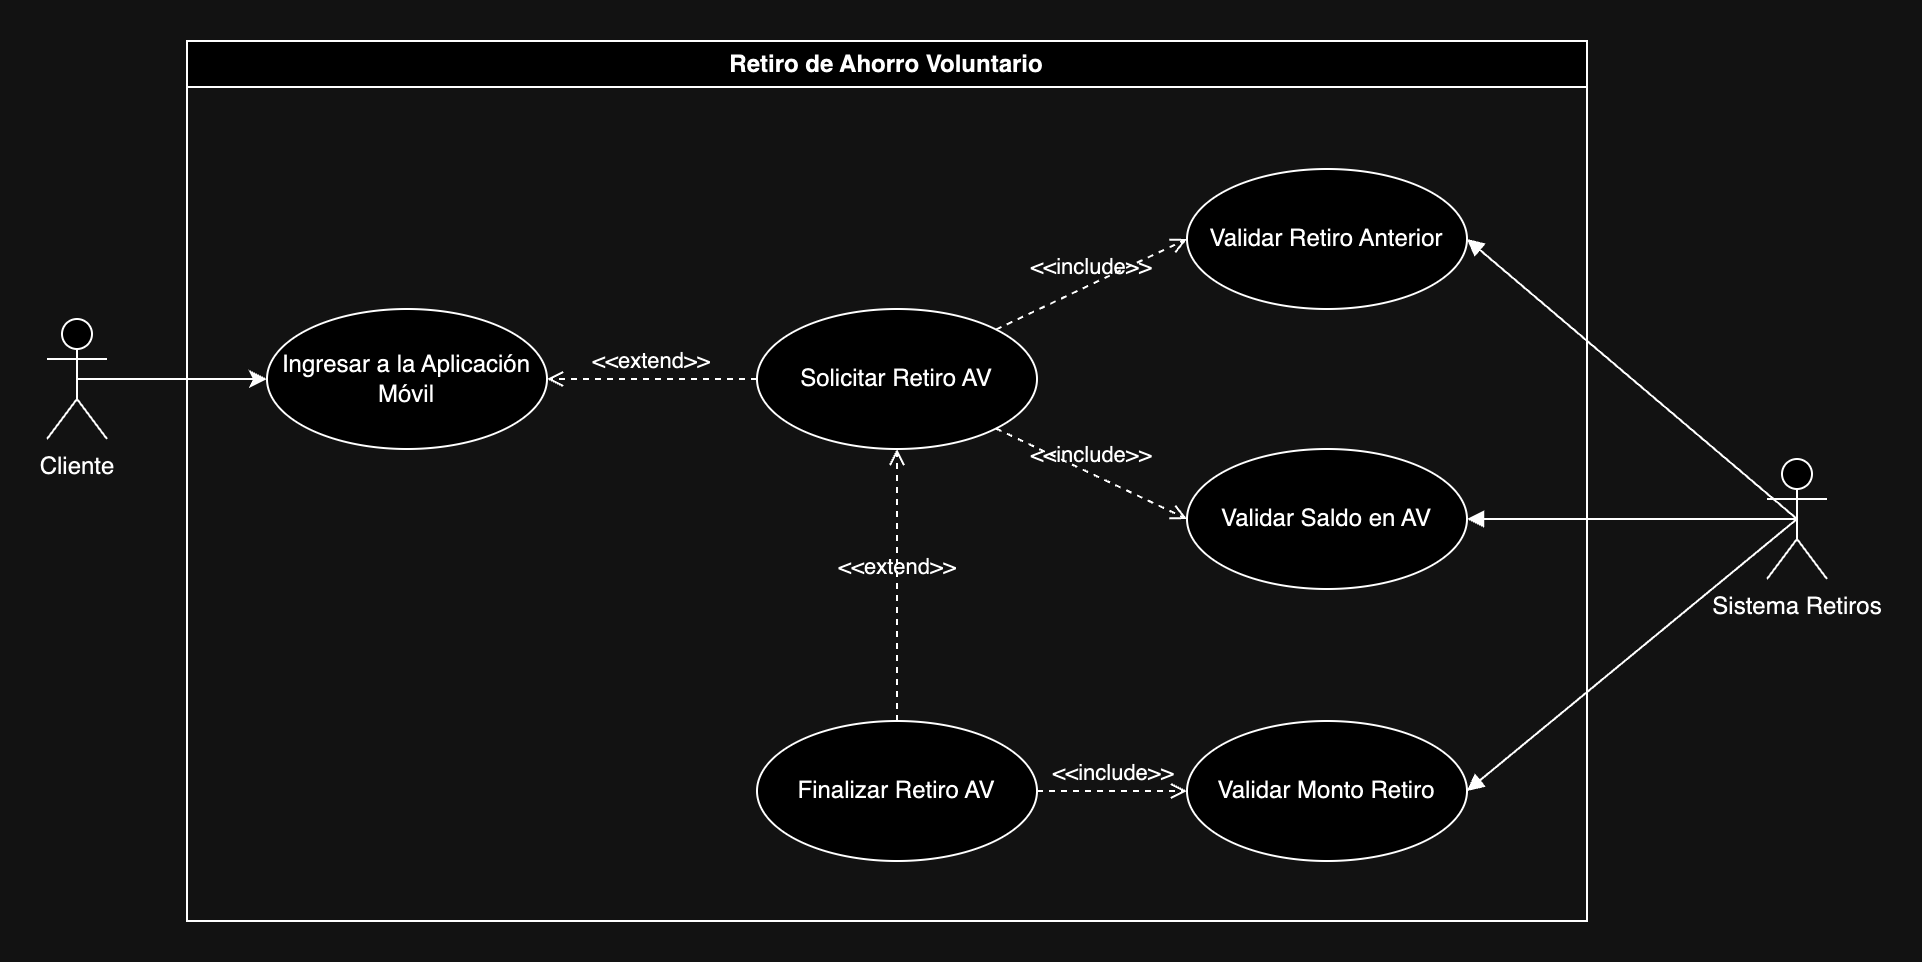 Retiro de Ahorro Voluntario
Validar Retiro Anterior
<<include>>
Ingresar a la Aplicación
Móvil
<<extend>>
Solicitar Retiro AV
Cliente
<<include>>
Validar Saldo en AV
<<extend>>
Sistema Retiros
Finalizar Retiro AV
<<include>>
Validar Monto Retiro